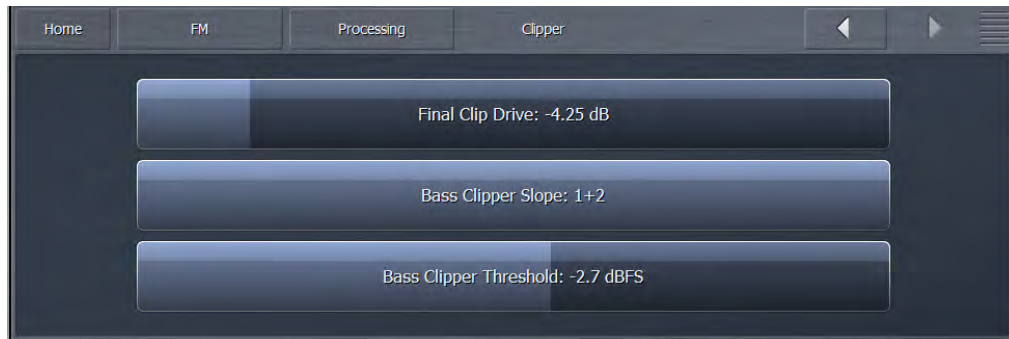 Home FM Processing Clipper
Final Clip Drive: -4.25 dB
Bass Clipper Slope: 1+2
Bass Clipper Threshold: -2.7 dBFS